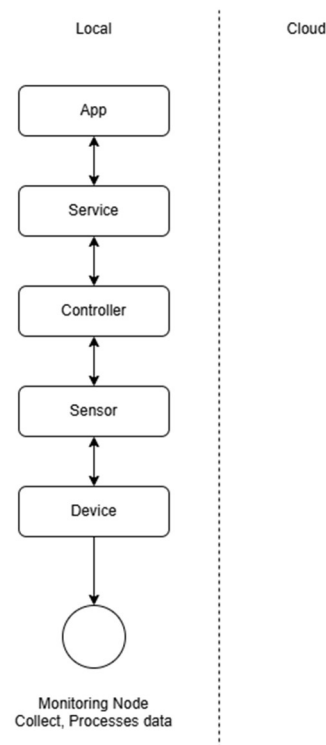 Local
Cloud
App
Service
Controller
Sensor
Device
Monitoring Node
Collect, Processes data